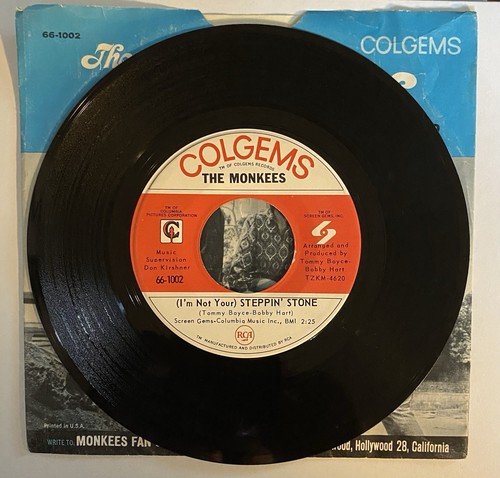 66-1002
The
COLGEMS
COLGEMS
TM OF COLGEMS RECORDS
THE MONKEES
TM OF
COLUMBIA
PICTURES CORPORATION
TM OF
SCREEN GEMS, INC.
Music
Supervision
Don Kirshner
66-1002
Arranged and
Produced by
Tommy Boyce-
Bobby Hart
TZKM-4620
(I'm Not Your) STEPPIN' STONE
(Tommy Boyce-Bobby Hart)
Screen Gems-Columbia Music Inc., BMI 2:25
RCA
TM MANUFACTURED AND DISTRIBUTED BY RCA
Printed in U.S.A.
WRITE TO: MONKEES FAN
Hollywood 28, California